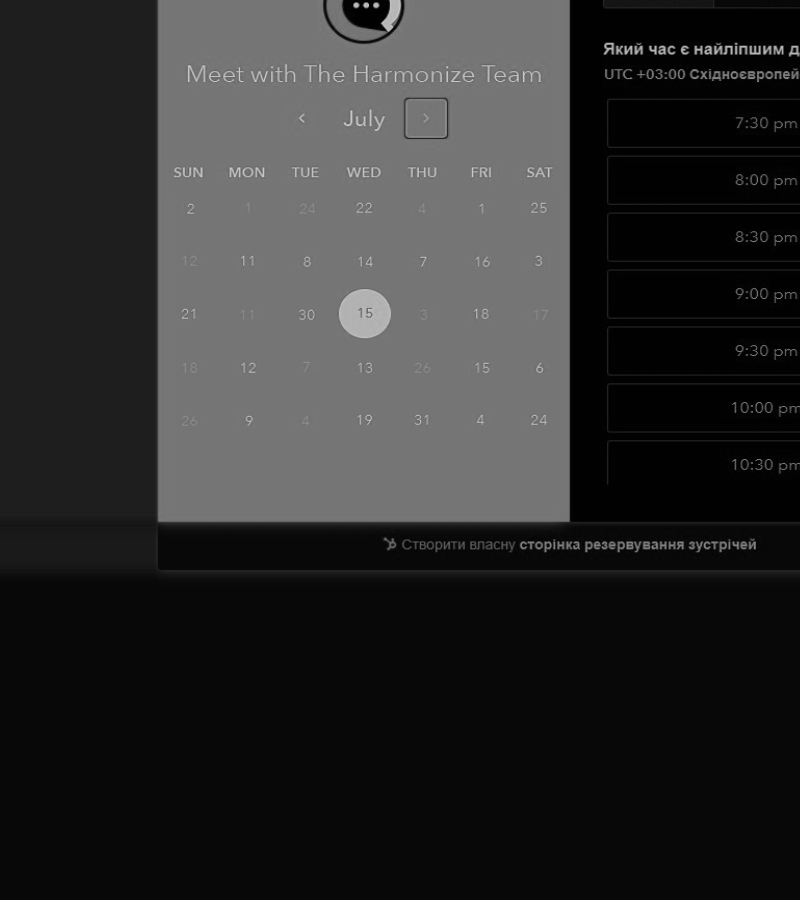 Meet with The Harmonize Team
‹ July ›
SUN MON TUE WED THU FRI SAT
2 1 24 22 4 1 25
12 11 8 14 7 16 3
21 11 30 15 3 18 17
18 12 7 13 26 15 6
26 9 4 19 31 4 24
Який час є найліпшим
UTC +03:00
7:30 pm
8:00 pm
8:30 pm
9:00 pm
9:30 pm
10:00 pm
10:30 pm
Створити власну сторінка резервування зустрічей